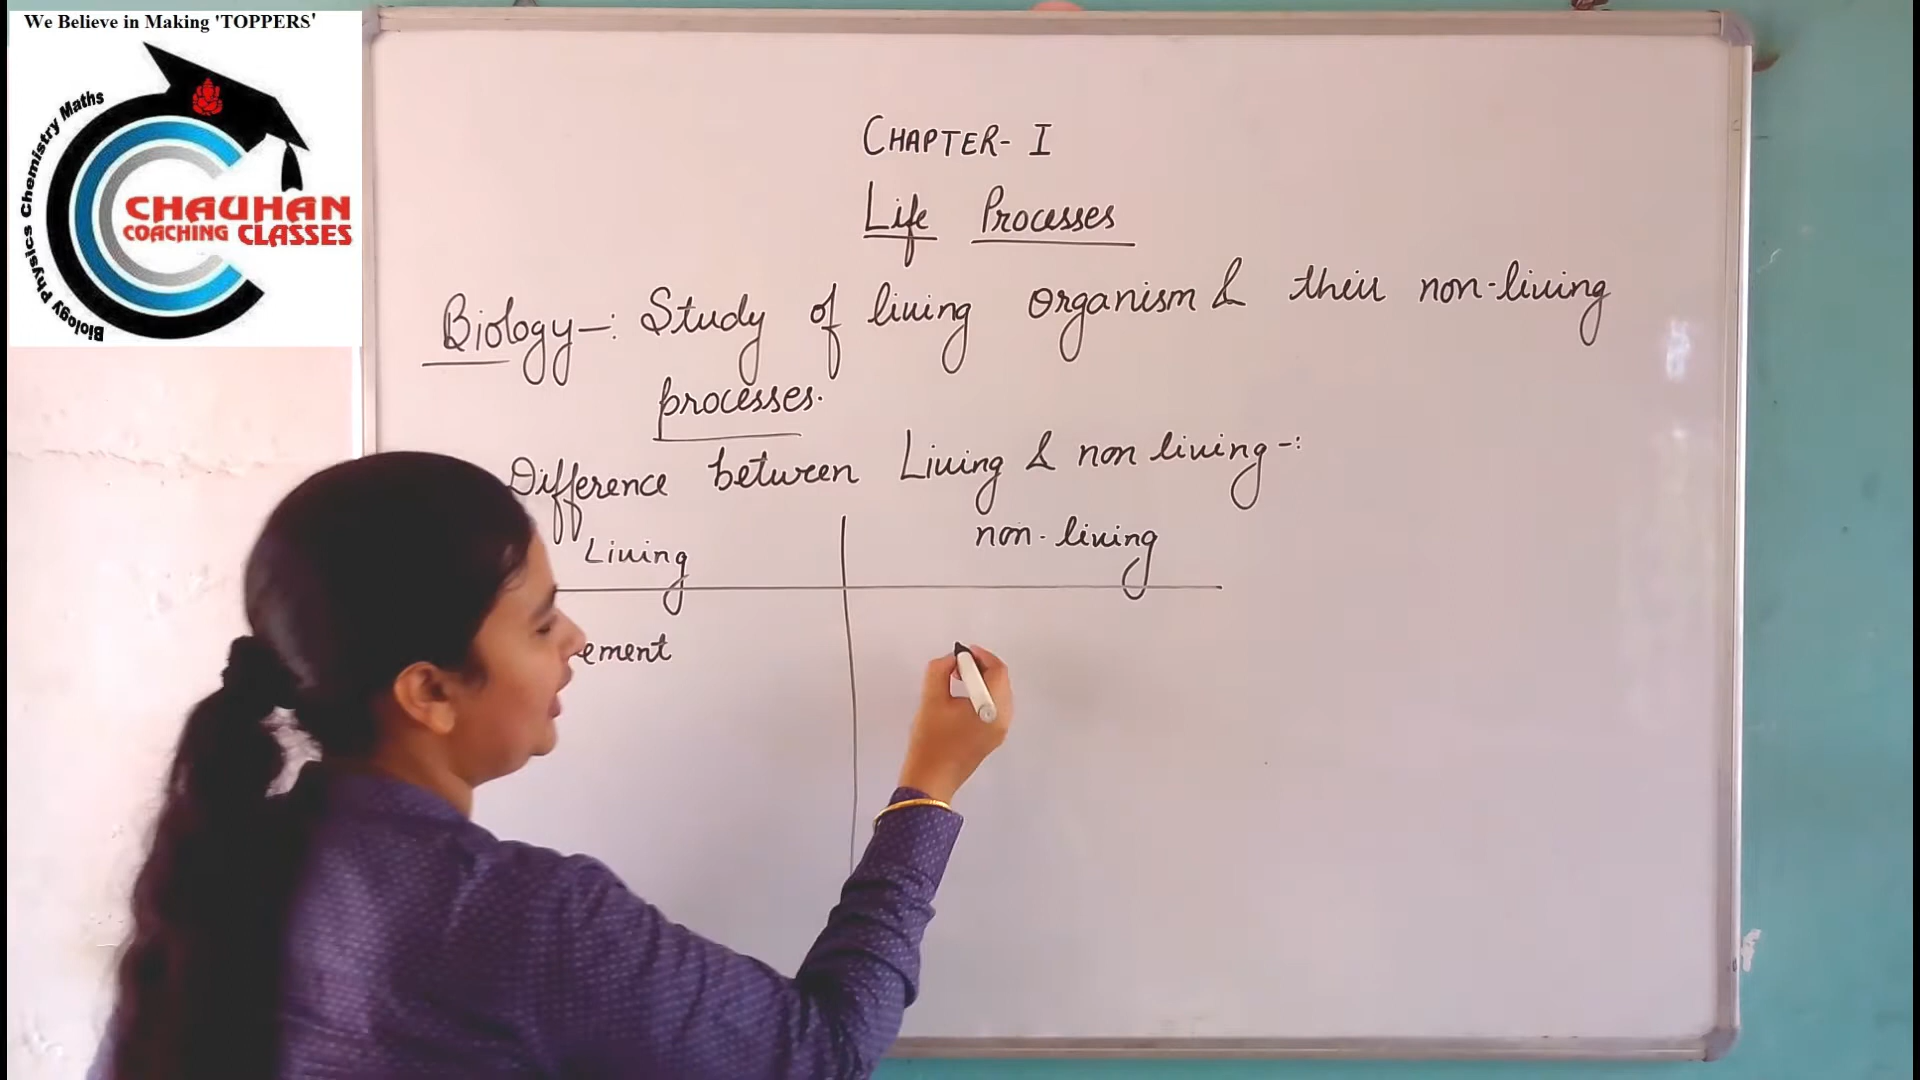 We Believe in Making 'TOPPERS'
Biology Physics Chemistry Maths
CHAUHAN
COACHING CLASSES
CHAPTER- I
Life Processes
Biology-: Study of living organism & their non-living
processes.
Difference between Living & non living-:
Living
non-living
ement